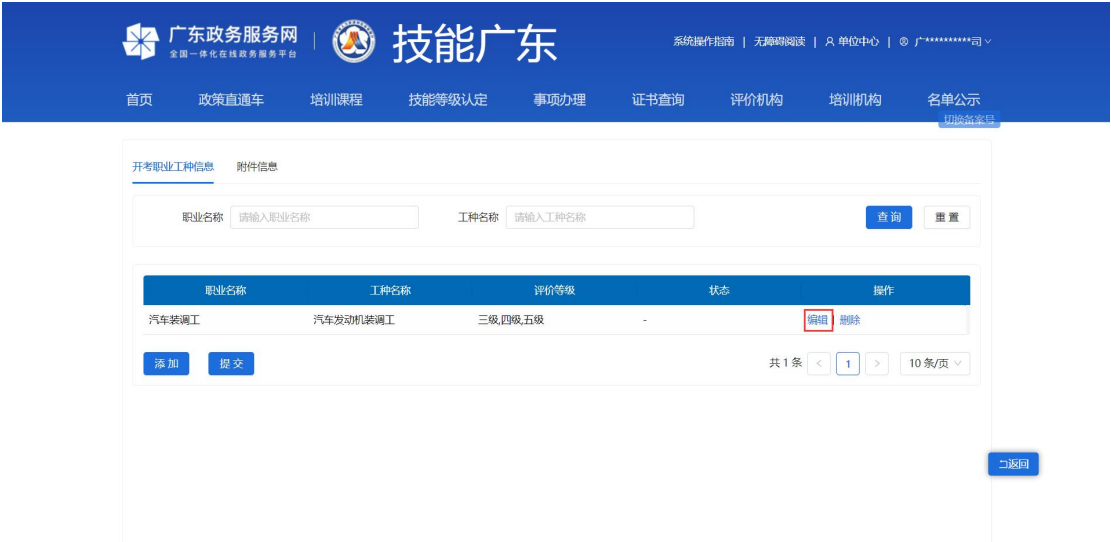 广东政务服务网
全国一体化在线政务服务平台
技能广东
系统操作指南 | 无障碍阅读 | 单位中心 | 广**********司
首页 政策直通车 培训课程 技能等级认定 事项办理 证书查询 评价机构 培训机构 名单公示
切换备案号
开考职业工种信息 附件信息
职业名称 请输入职业名称 工种名称 请输入工种名称 查询 重置
职业名称 工种名称 评价等级 状态 操作
汽车装调工 汽车发动机装调工 三级,四级,五级 - 编辑 | 删除
添加 提交 共1条 < 1 > 10条/页
返回